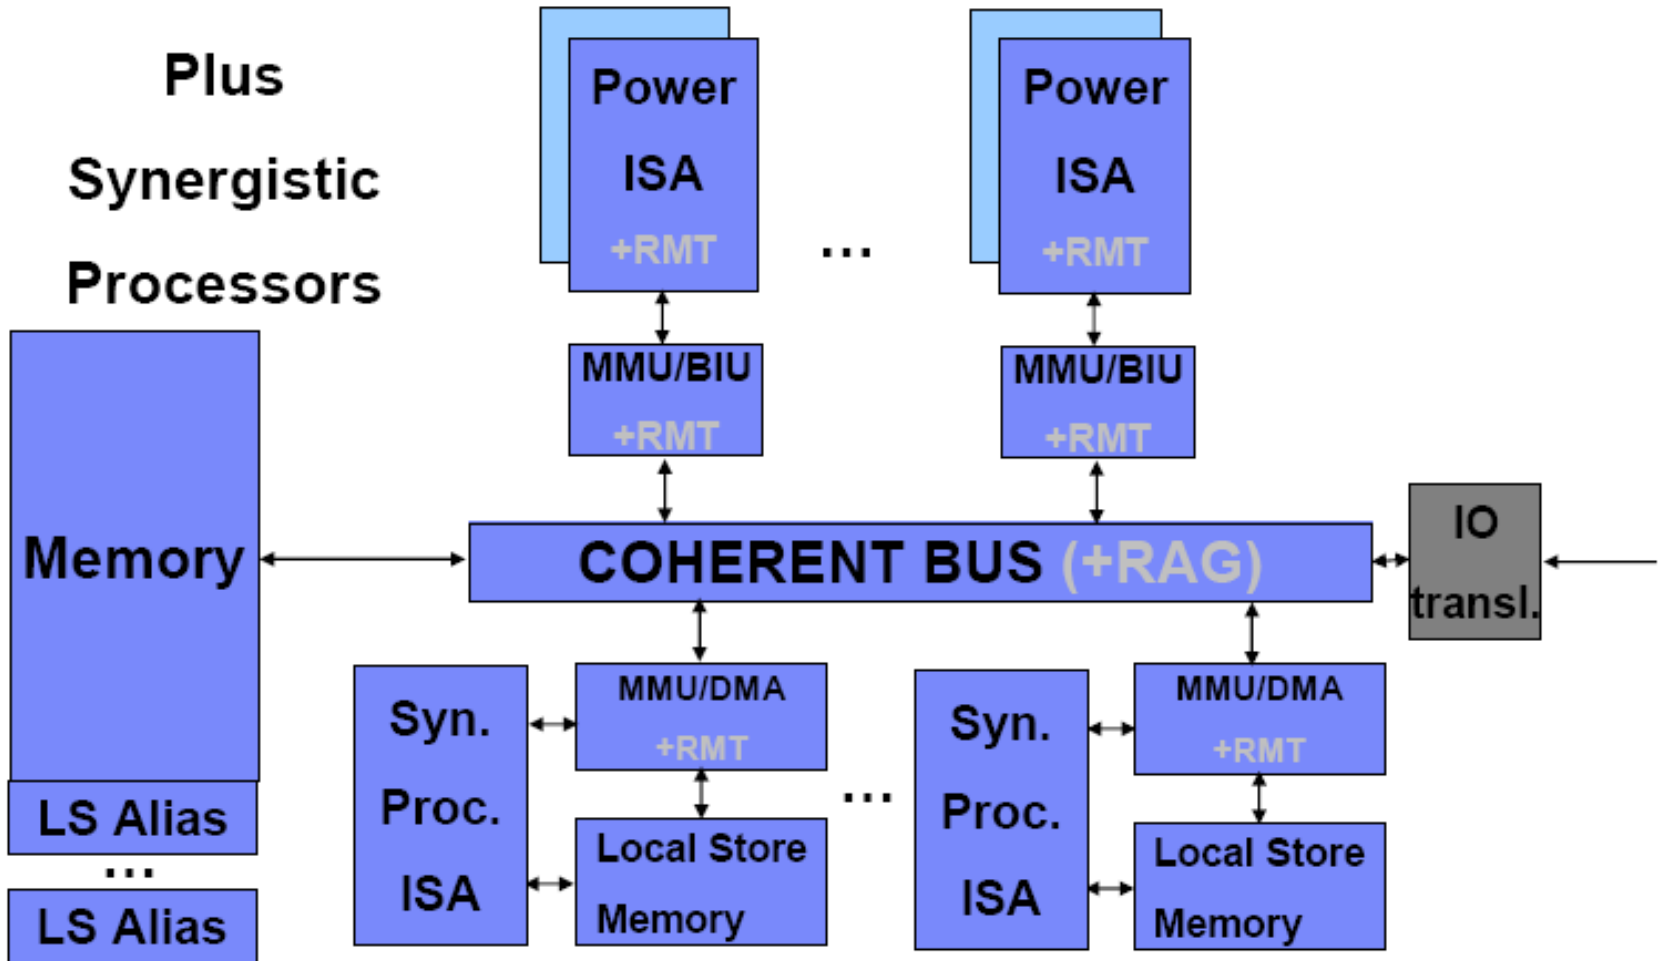 Plus
Synergistic
Processors
Power
ISA
+RMT
...
Power
ISA
+RMT
MMU/BIU
+RMT
MMU/BIU
+RMT
Memory
COHERENT BUS (+RAG)
IO
transl.
LS Alias
...
LS Alias
Syn.
Proc.
ISA
MMU/DMA
+RMT
Local Store
Memory
...
Syn.
Proc.
ISA
MMU/DMA
+RMT
Local Store
Memory